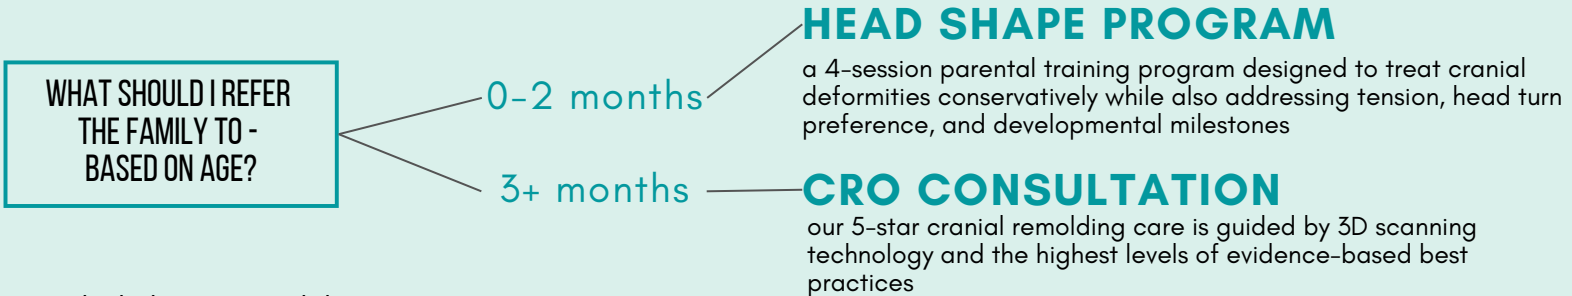 WHAT SHOULD I REFER
THE FAMILY TO -
BASED ON AGE?
0-2 months
HEAD SHAPE PROGRAM
a 4-session parental training program designed to treat cranial
deformities conservatively while also addressing tension, head turn
preference, and developmental milestones
3+ months
CRO CONSULTATION
our 5-star cranial remolding care is guided by 3D scanning
technology and the highest levels of evidence-based best
practices